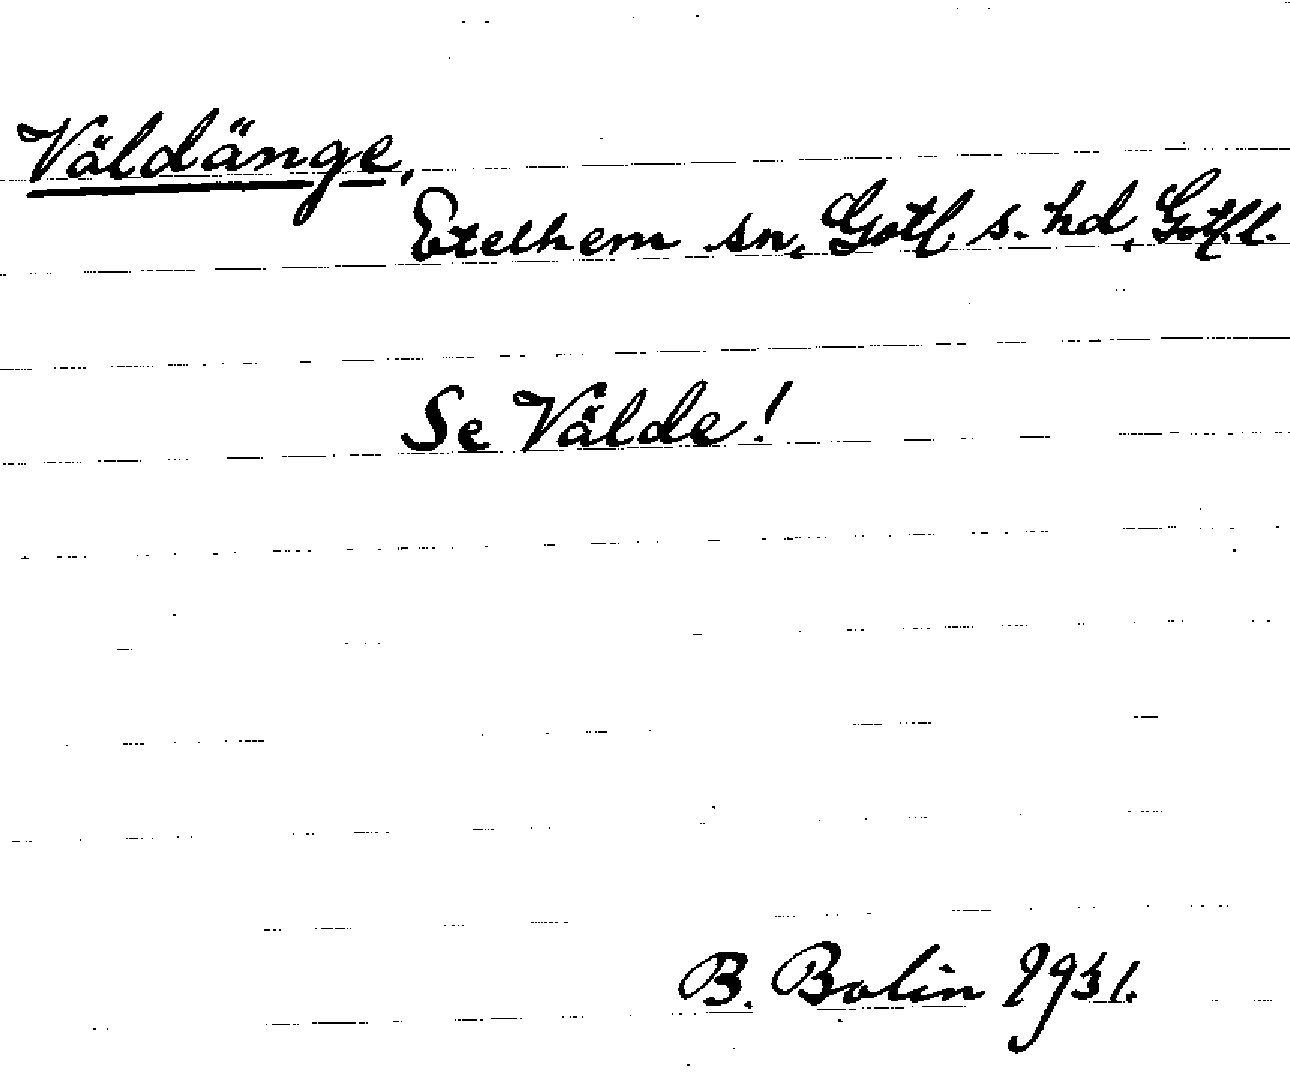 Väldänge,
Etelhem sn, Gotl. s. hd, Gotl. l.
Se Välde!
B. Bolin 1931.